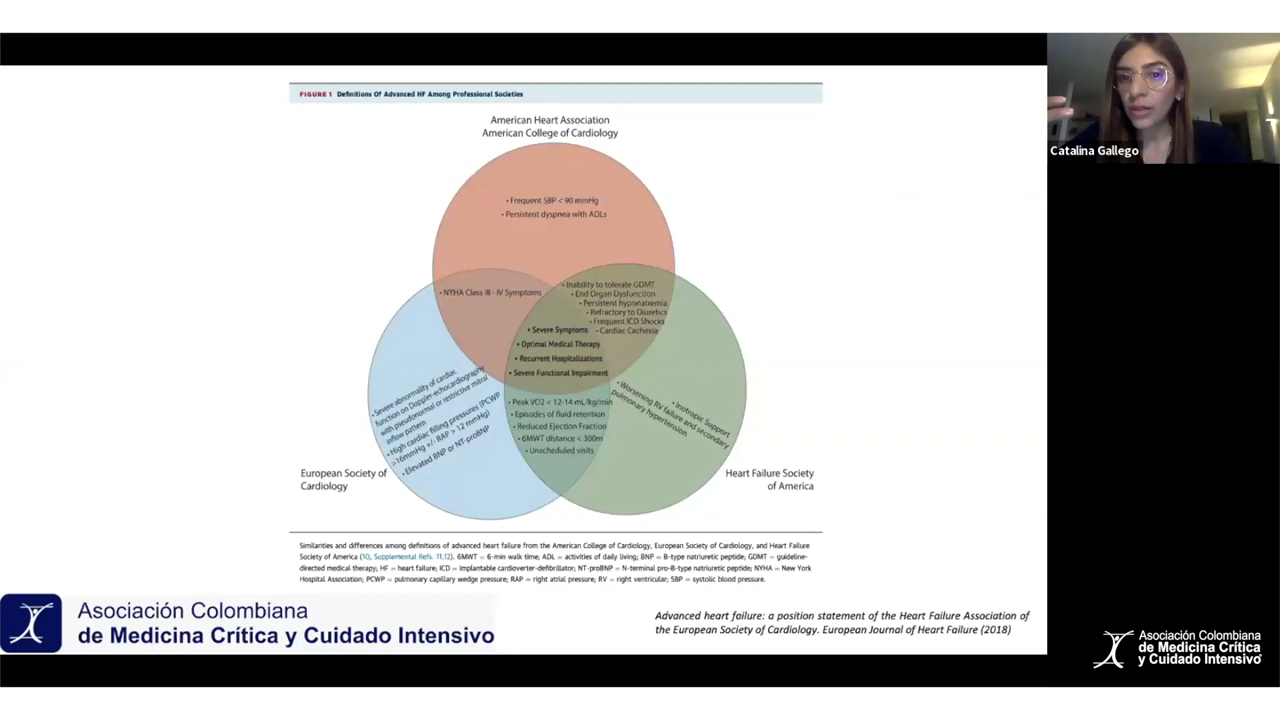 FIGURE 1 Definitions Of Advanced HF Among Professional Societies
American Heart Association
American College of Cardiology
• Frequent SBP < 90 mmHg
• Persistent dyspnea with ADLs
• NYHA Class III - IV Symptoms
• Inability to tolerate GDMT
• End Organ Dysfunction
• Persistent hyponatremia
• Refractory to Diuretics
• Frequent ICD Shocks
• Cardiac Cachexia
• Severe Symptoms
• Optimal Medical Therapy
• Recurrent Hospitalizations
• Severe Functional Impairment
• Severe abnormality of cardiac
function on Doppler-echocardiography
with pseudonormal or restrictive mitral
inflow pattern
• High cardiac filling pressures (PCWP
>16mmHg +/- RAP > 12 mmHg)
• Elevated BNP or NT-proBNP
• Peak VO2 < 12-14 mL/kg/min
• Episodes of fluid retention
• Reduced Ejection Fraction
• 6MWT distance < 300m
• Unscheduled visits
• Inotropic Support
• Worsening RV failure and secondary
pulmonary hypertension
European Society of
Cardiology
Heart Failure Society
of America
Similarities and differences among definitions of advanced heart failure from the American College of Cardiology, European Society of Cardiology, and Heart Failure
Society of America (10, Supplemental Refs. 11,12). 6MWT = 6-min walk time; ADL = activities of daily living; BNP = B-type natriuretic peptide; GDMT = guideline-
directed medical therapy; HF = heart failure; ICD = implantable cardioverter-defibrillator; NT-proBNP = N-terminal pro-B-type natriuretic peptide; NYHA = New York
Hospital Association; PCWP = pulmonary capillary wedge pressure; RAP = right atrial pressure; RV = right ventricular; SBP = systolic blood pressure.
Asociación Colombiana
de Medicina Crítica y Cuidado Intensivo
Advanced heart failure: a position statement of the Heart Failure Association of
the European Society of Cardiology. European Journal of Heart Failure (2018)
Catalina Gallego
Asociación Colombiana
de Medicina Crítica
y Cuidado Intensivo